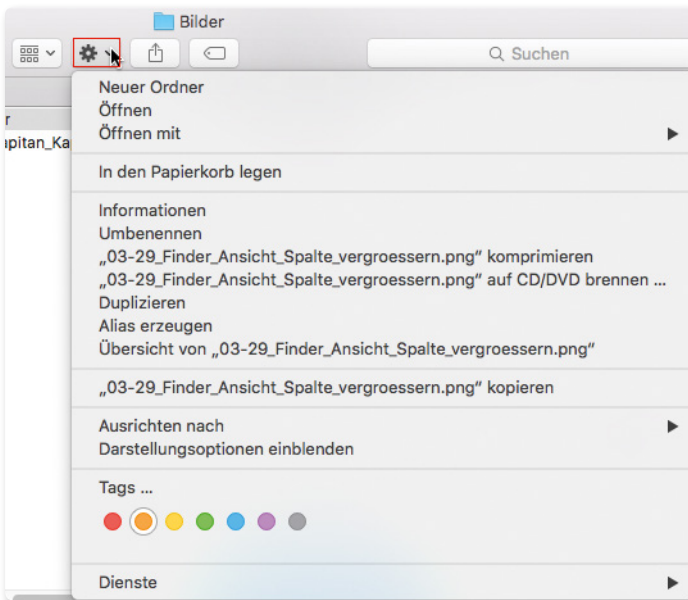 Bilder
Suchen
r
apitan_Ka
Neuer Ordner
Öffnen
Öffnen mit
In den Papierkorb legen
Informationen
Umbenennen
„03-29_Finder_Ansicht_Spalte_vergroessern.png“ komprimieren
„03-29_Finder_Ansicht_Spalte_vergroessern.png“ auf CD/DVD brennen ...
Duplizieren
Alias erzeugen
Übersicht von „03-29_Finder_Ansicht_Spalte_vergroessern.png“
„03-29_Finder_Ansicht_Spalte_vergroessern.png“ kopieren
Ausrichten nach
Darstellungsoptionen einblenden
Tags ...
Dienste